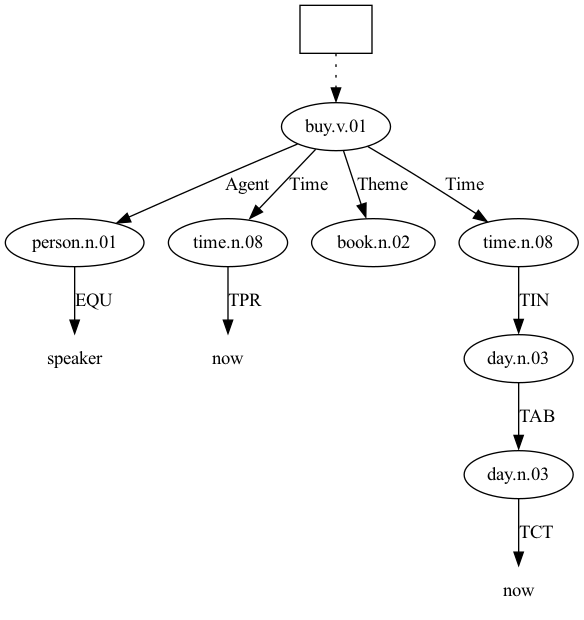 buy.v.01
Agent Time Theme Time
person.n.01 time.n.08 book.n.02 time.n.08
EQU TPR TIN
speaker now day.n.03
TAB
day.n.03
TCT
now